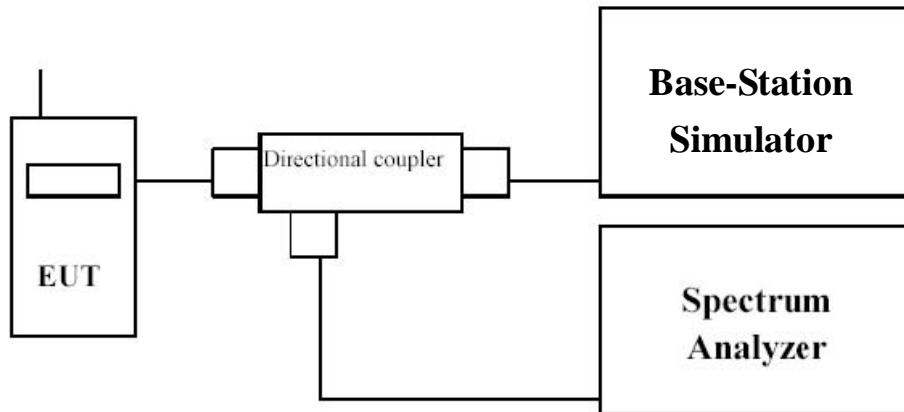 Base-Station
Simulator
Directional coupler
EUT
Spectrum
Analyzer